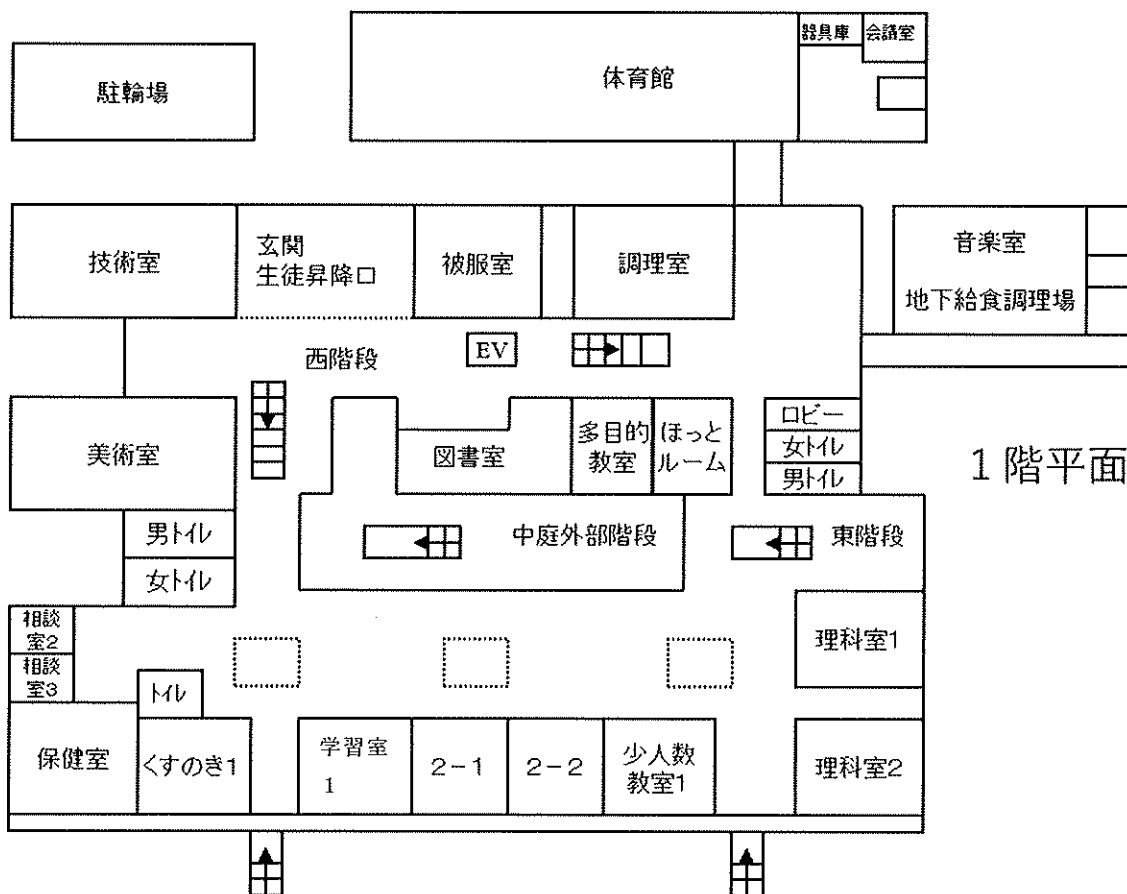 器具庫
会議室
駐輪場
体育館
技術室
玄関
生徒昇降口
被服室
調理室
音楽室
地下給食調理場
西階段
EV
美術室
図書室
多目的
教室
ほっと
ルーム
ロビー
女トイレ
男トイレ
1階平面
男トイレ
女トイレ
中庭外部階段
東階段
相談
室2
相談
室3
トイレ
理科室1
保健室
くすのき1
学習室
1
2-1
2-2
少人数
教室1
理科室2